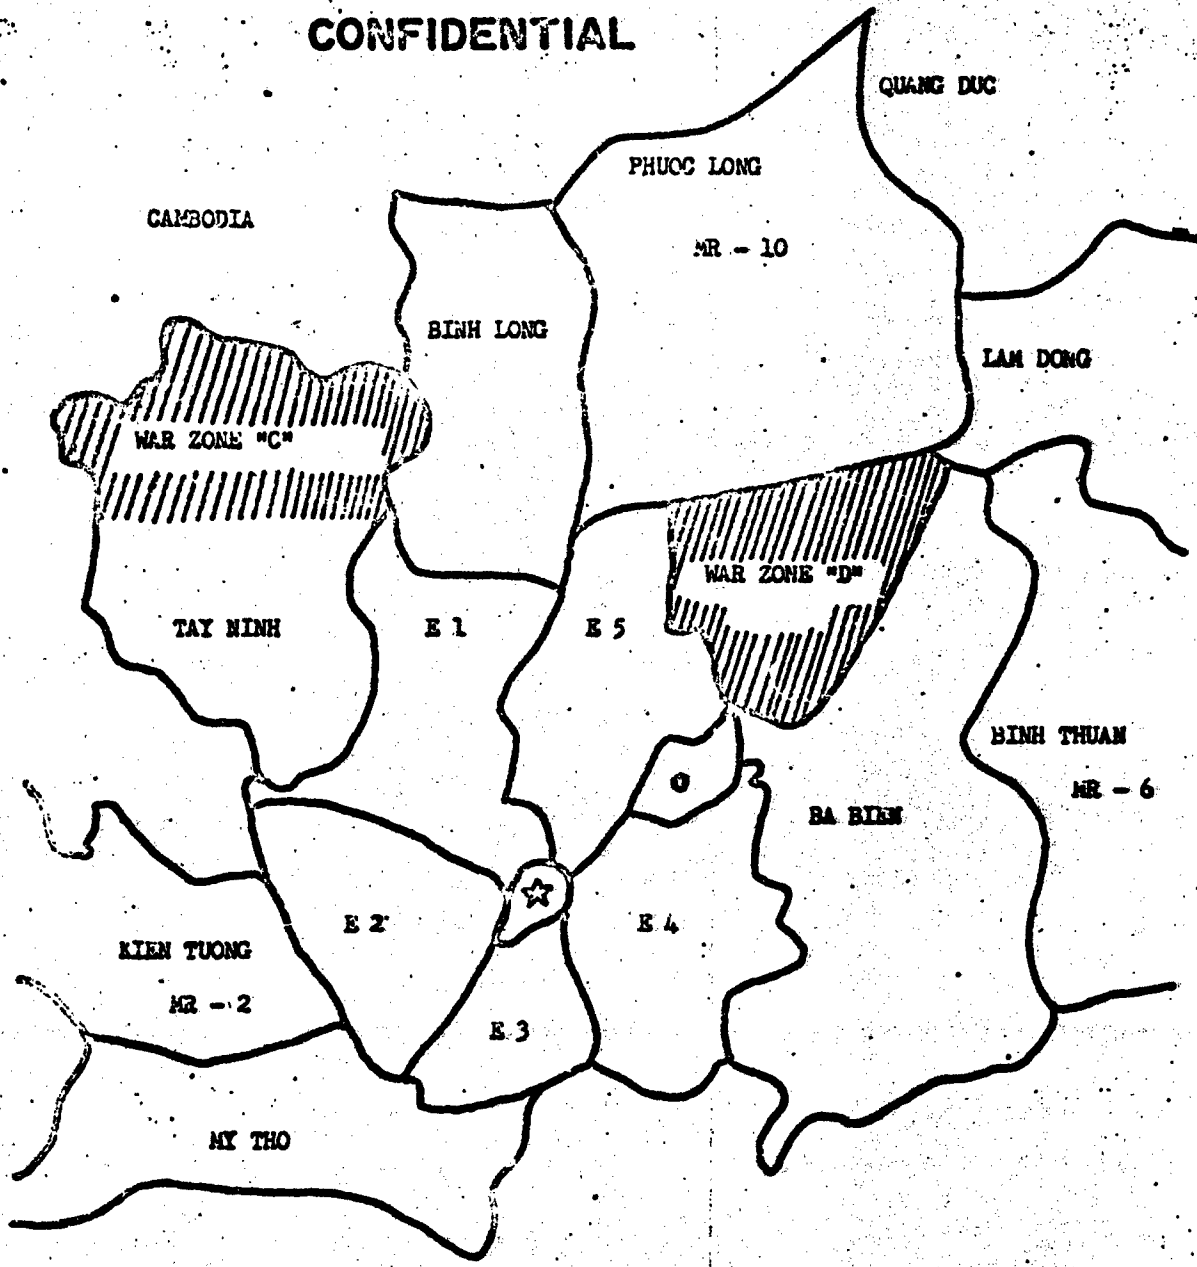 CONFIDENTIAL
QUANG DUC
PHUOC LONG
CAMBODIA
MR - 10
BINH LONG
LAM DONG
WAR ZONE "C"
WAR ZONE "D"
TAY NINH
E 1
E 5
BINH THUAN
MR - 6
BA BIEN
E 2
E 4
KIEN TUONG
MR - 2
E 3
MY THO